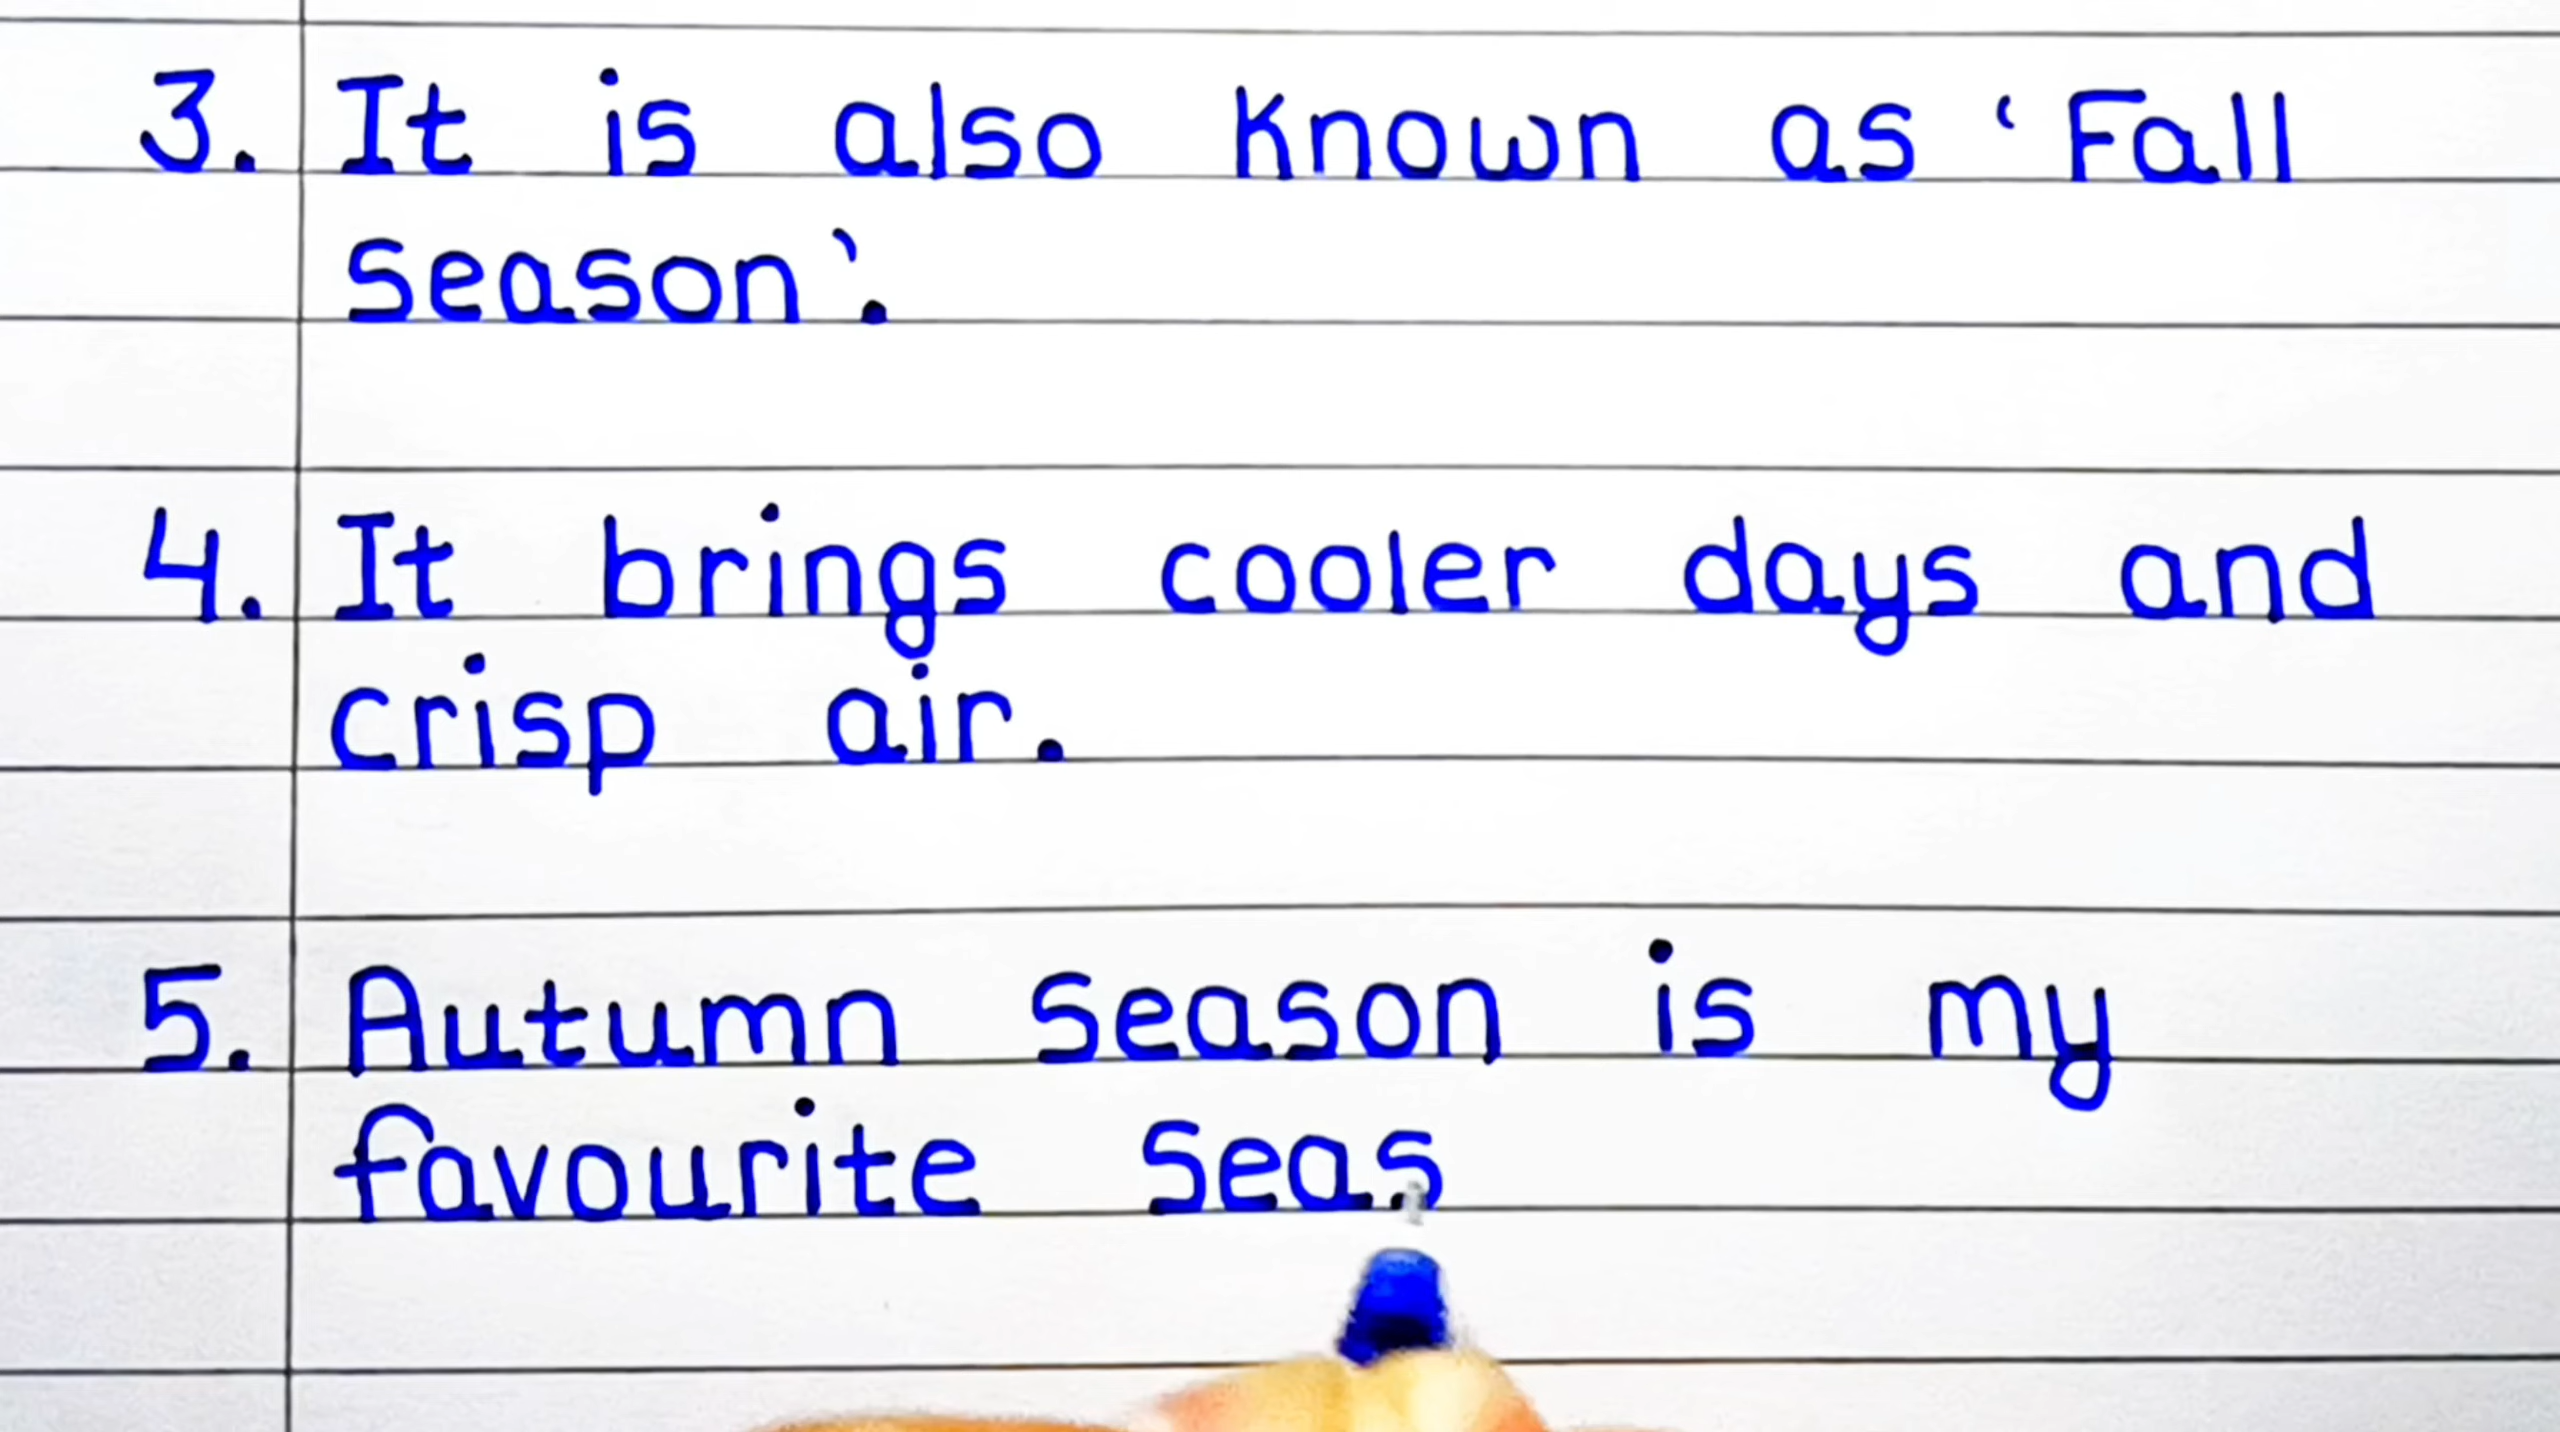 3. It is also known as ‘Fall
season’.
4. It brings cooler days and
crisp air.
5. Autumn season is my
favourite seas